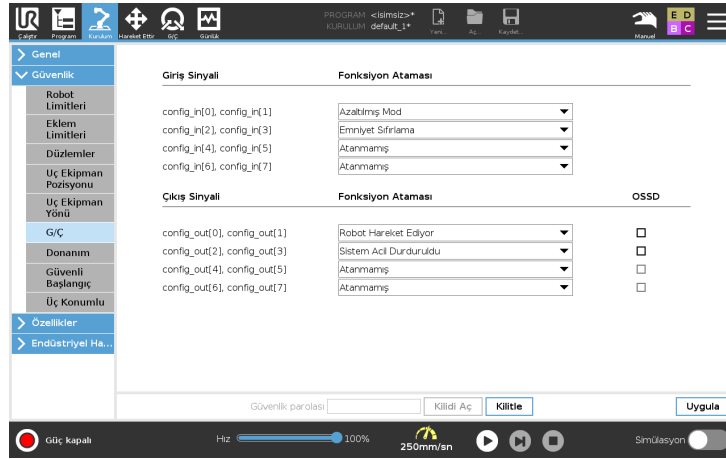 UR
PROGRAM <isimsiz>*
KURULUM default_1*
E D
B C
Çalıştır Program Kurulum Hareket Ettir G/Ç Günlük Yeni... Aç... Kaydet... Manuel
Genel
Güvenlik
Robot
Limitleri
Eklem
Limitleri
Düzlemler
Uç Ekipman
Pozisyonu
Uç Ekipman
Yönü
G/Ç
Donanım
Güvenli
Başlangıç
Üç Konumlu
Özellikler
Endüstriyel Ha...
Giriş Sinyali Fonksiyon Ataması
config_in[0], config_in[1] Azaltılmış Mod
config_in[2], config_in[3] Emniyet Sıfırlama
config_in[4], config_in[5] Atanmamış
config_in[6], config_in[7] Atanmamış
Çıkış Sinyali Fonksiyon Ataması OSSD
config_out[0], config_out[1] Robot Hareket Ediyor
config_out[2], config_out[3] Sistem Acil Durduruldu
config_out[4], config_out[5] Atanmamış
config_out[6], config_out[7] Atanmamış
Güvenlik parolası Kilidi Aç Kilitle Uygula
Güç kapalı Hız 100% 250mm/sn Simülasyon